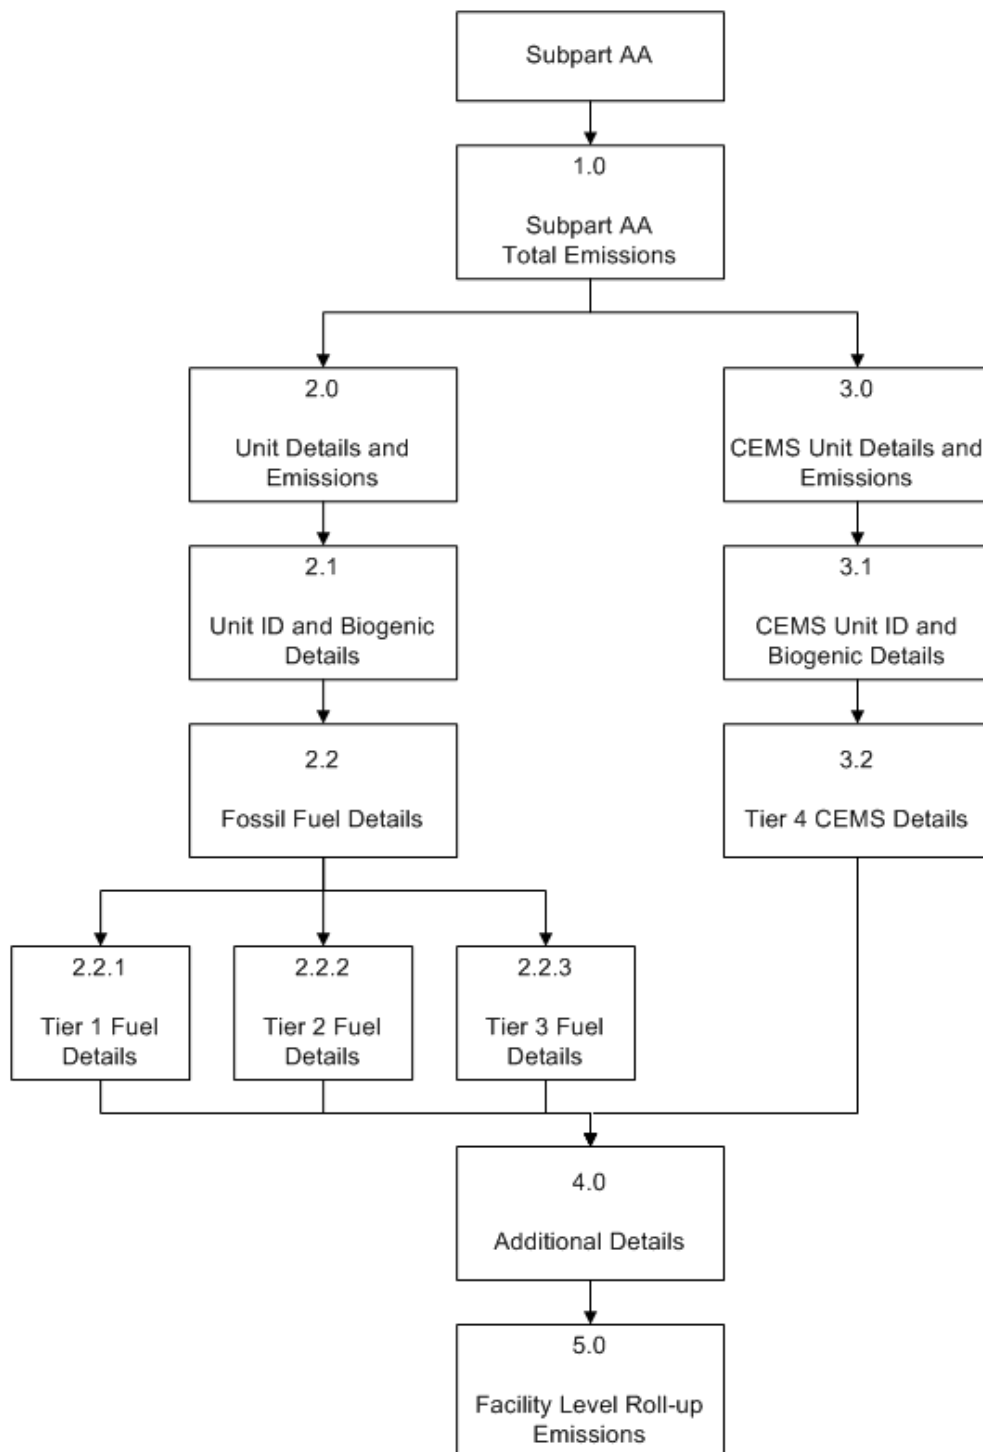 Subpart AA
1.0
Subpart AA
Total Emissions
2.0
Unit Details and
Emissions
3.0
CEMS Unit Details and
Emissions
2.1
Unit ID and Biogenic
Details
3.1
CEMS Unit ID and
Biogenic Details
2.2
Fossil Fuel Details
3.2
Tier 4 CEMS Details
2.2.1
Tier 1 Fuel
Details
2.2.2
Tier 2 Fuel
Details
2.2.3
Tier 3 Fuel
Details
4.0
Additional Details
5.0
Facility Level Roll-up
Emissions